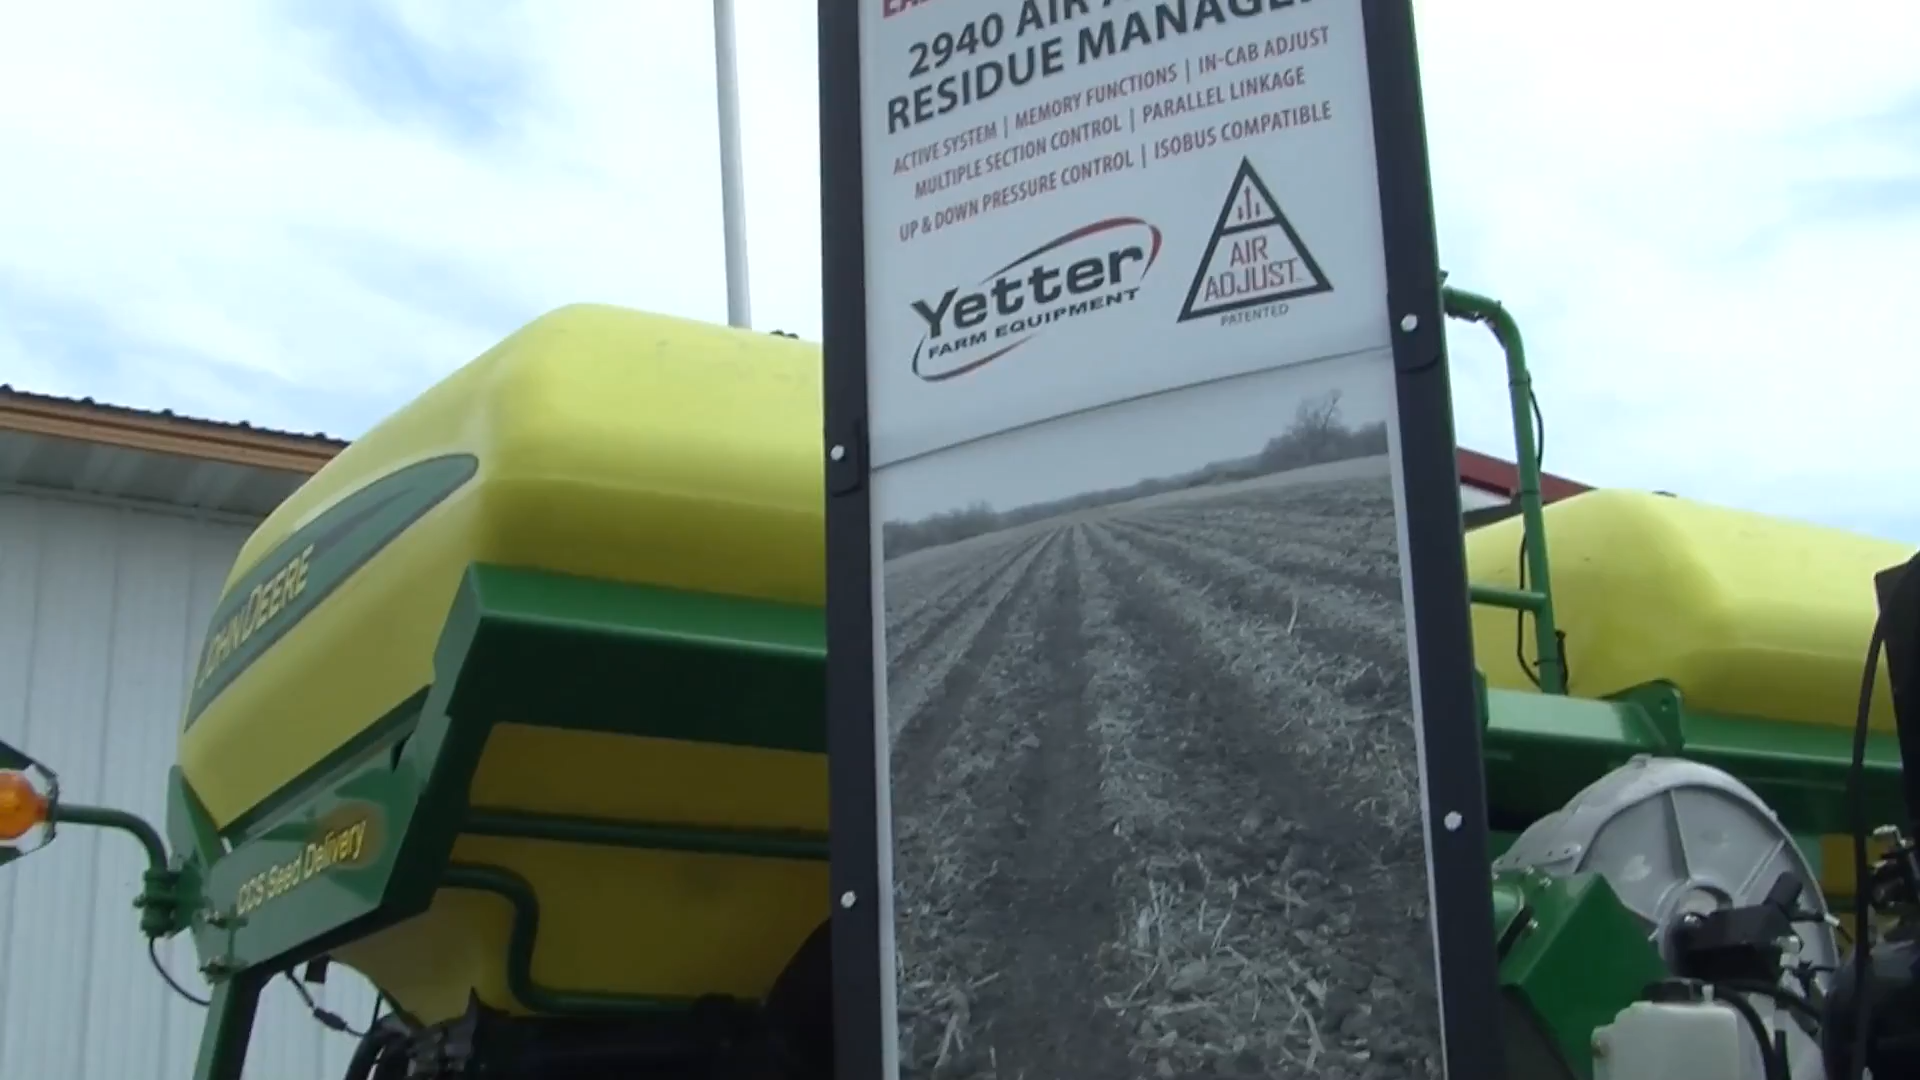 2940 AIR
RESIDUE
ACTIVE SYSTEM | MEMORY FUNCTIONS | IN-CAB ADJUST
MULTIPLE SECTION CONTROL | PARALLEL LINKAGE
UP & DOWN PRESSURE CONTROL | ISOBUS COMPATIBLE
Yetter
FARM EQUIPMENT
AIR
ADJUST
PATENTED
JOHN DEERE
CCS Seed Delivery